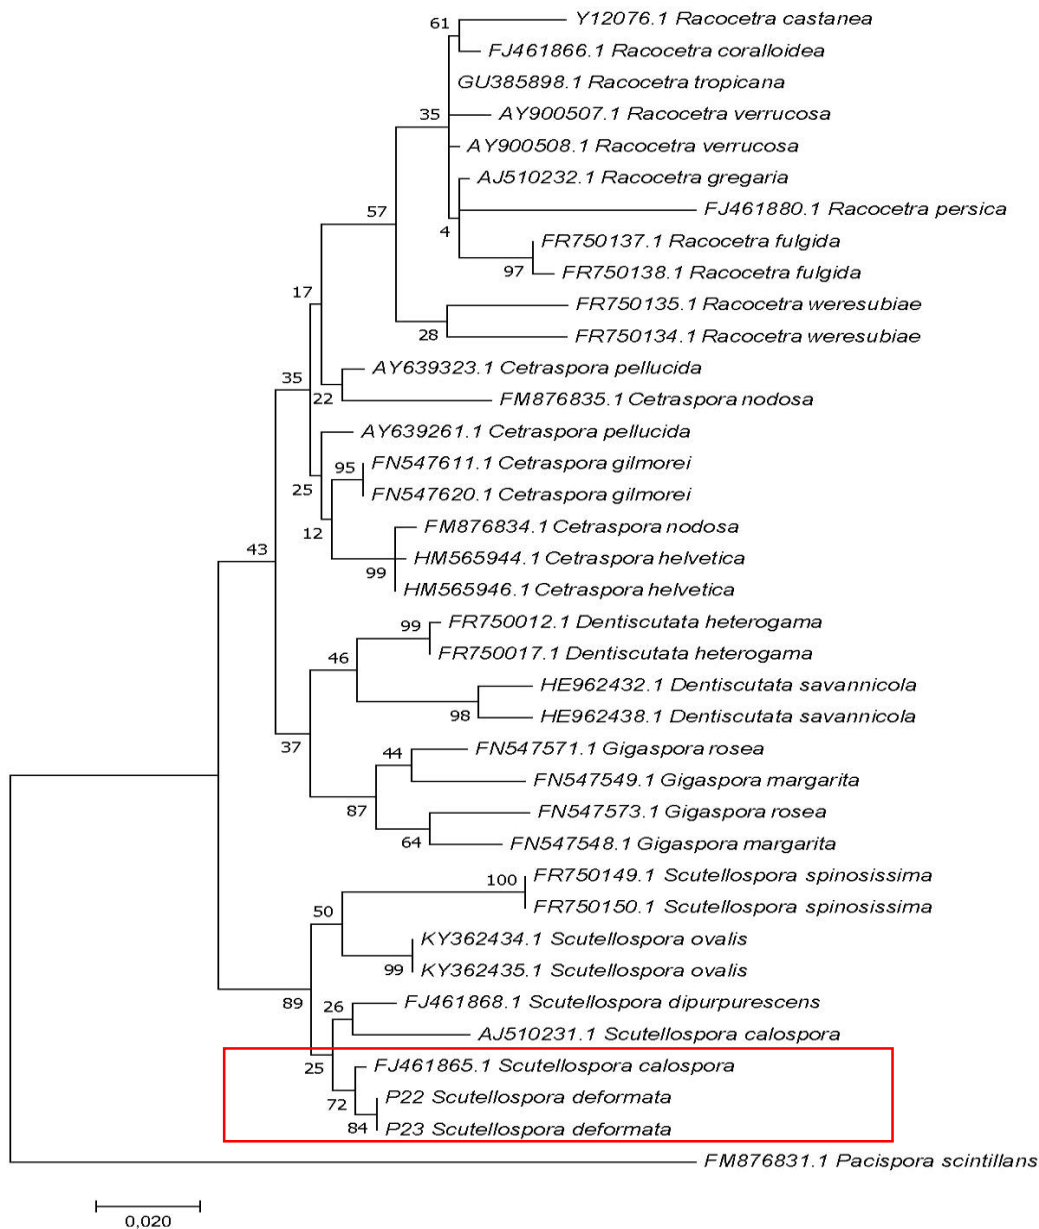 61
Y12076.1 Racocetra castanea
FJ461866.1 Racocetra coralloidea
GU385898.1 Racocetra tropicana
35
AY900507.1 Racocetra verrucosa
AY900508.1 Racocetra verrucosa
AJ510232.1 Racocetra gregaria
57
FJ461880.1 Racocetra persica
4
FR750137.1 Racocetra fulgida
97
FR750138.1 Racocetra fulgida
17
FR750135.1 Racocetra weresubiae
28
FR750134.1 Racocetra weresubiae
AY639323.1 Cetraspora pellucida
35
22
FM876835.1 Cetraspora nodosa
AY639261.1 Cetraspora pellucida
95
FN547611.1 Cetraspora gilmorei
25
FN547620.1 Cetraspora gilmorei
12
FM876834.1 Cetraspora nodosa
43
HM565944.1 Cetraspora helvetica
99
HM565946.1 Cetraspora helvetica
99
FR750012.1 Dentiscutata heterogama
46
FR750017.1 Dentiscutata heterogama
HE962432.1 Dentiscutata savannicola
98
HE962438.1 Dentiscutata savannicola
37
44
FN547571.1 Gigaspora rosea
FN547549.1 Gigaspora margarita
87
FN547573.1 Gigaspora rosea
64
FN547548.1 Gigaspora margarita
100
FR750149.1 Scutellospora spinosissima
50
FR750150.1 Scutellospora spinosissima
KY362434.1 Scutellospora ovalis
99
KY362435.1 Scutellospora ovalis
89
26
FJ461868.1 Scutellospora dipurpurescens
AJ510231.1 Scutellospora calospora
25
FJ461865.1 Scutellospora calospora
72
P22 Scutellospora deformata
84
P23 Scutellospora deformata
FM876831.1 Pacispora scintillans
0,020